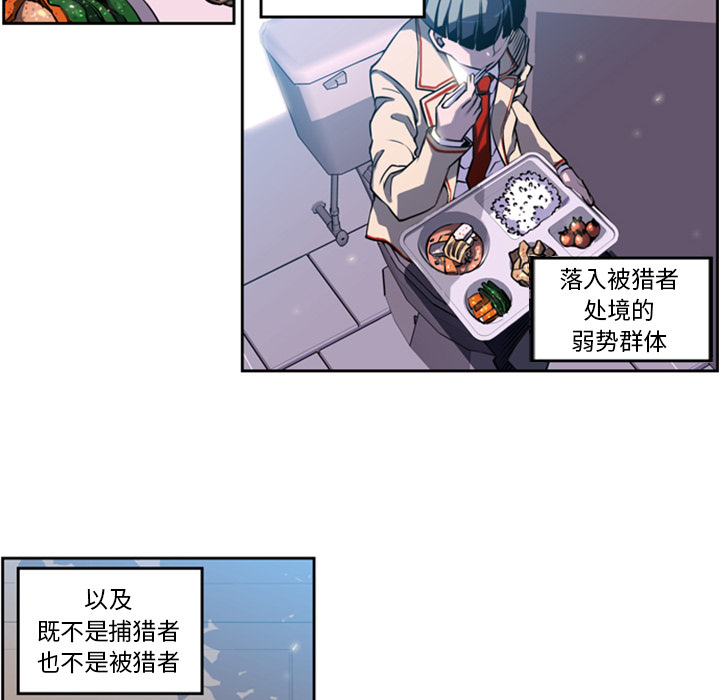 落入被猎者
处境的
弱势群体
以及
既不是捕猎者
也不是被猎者